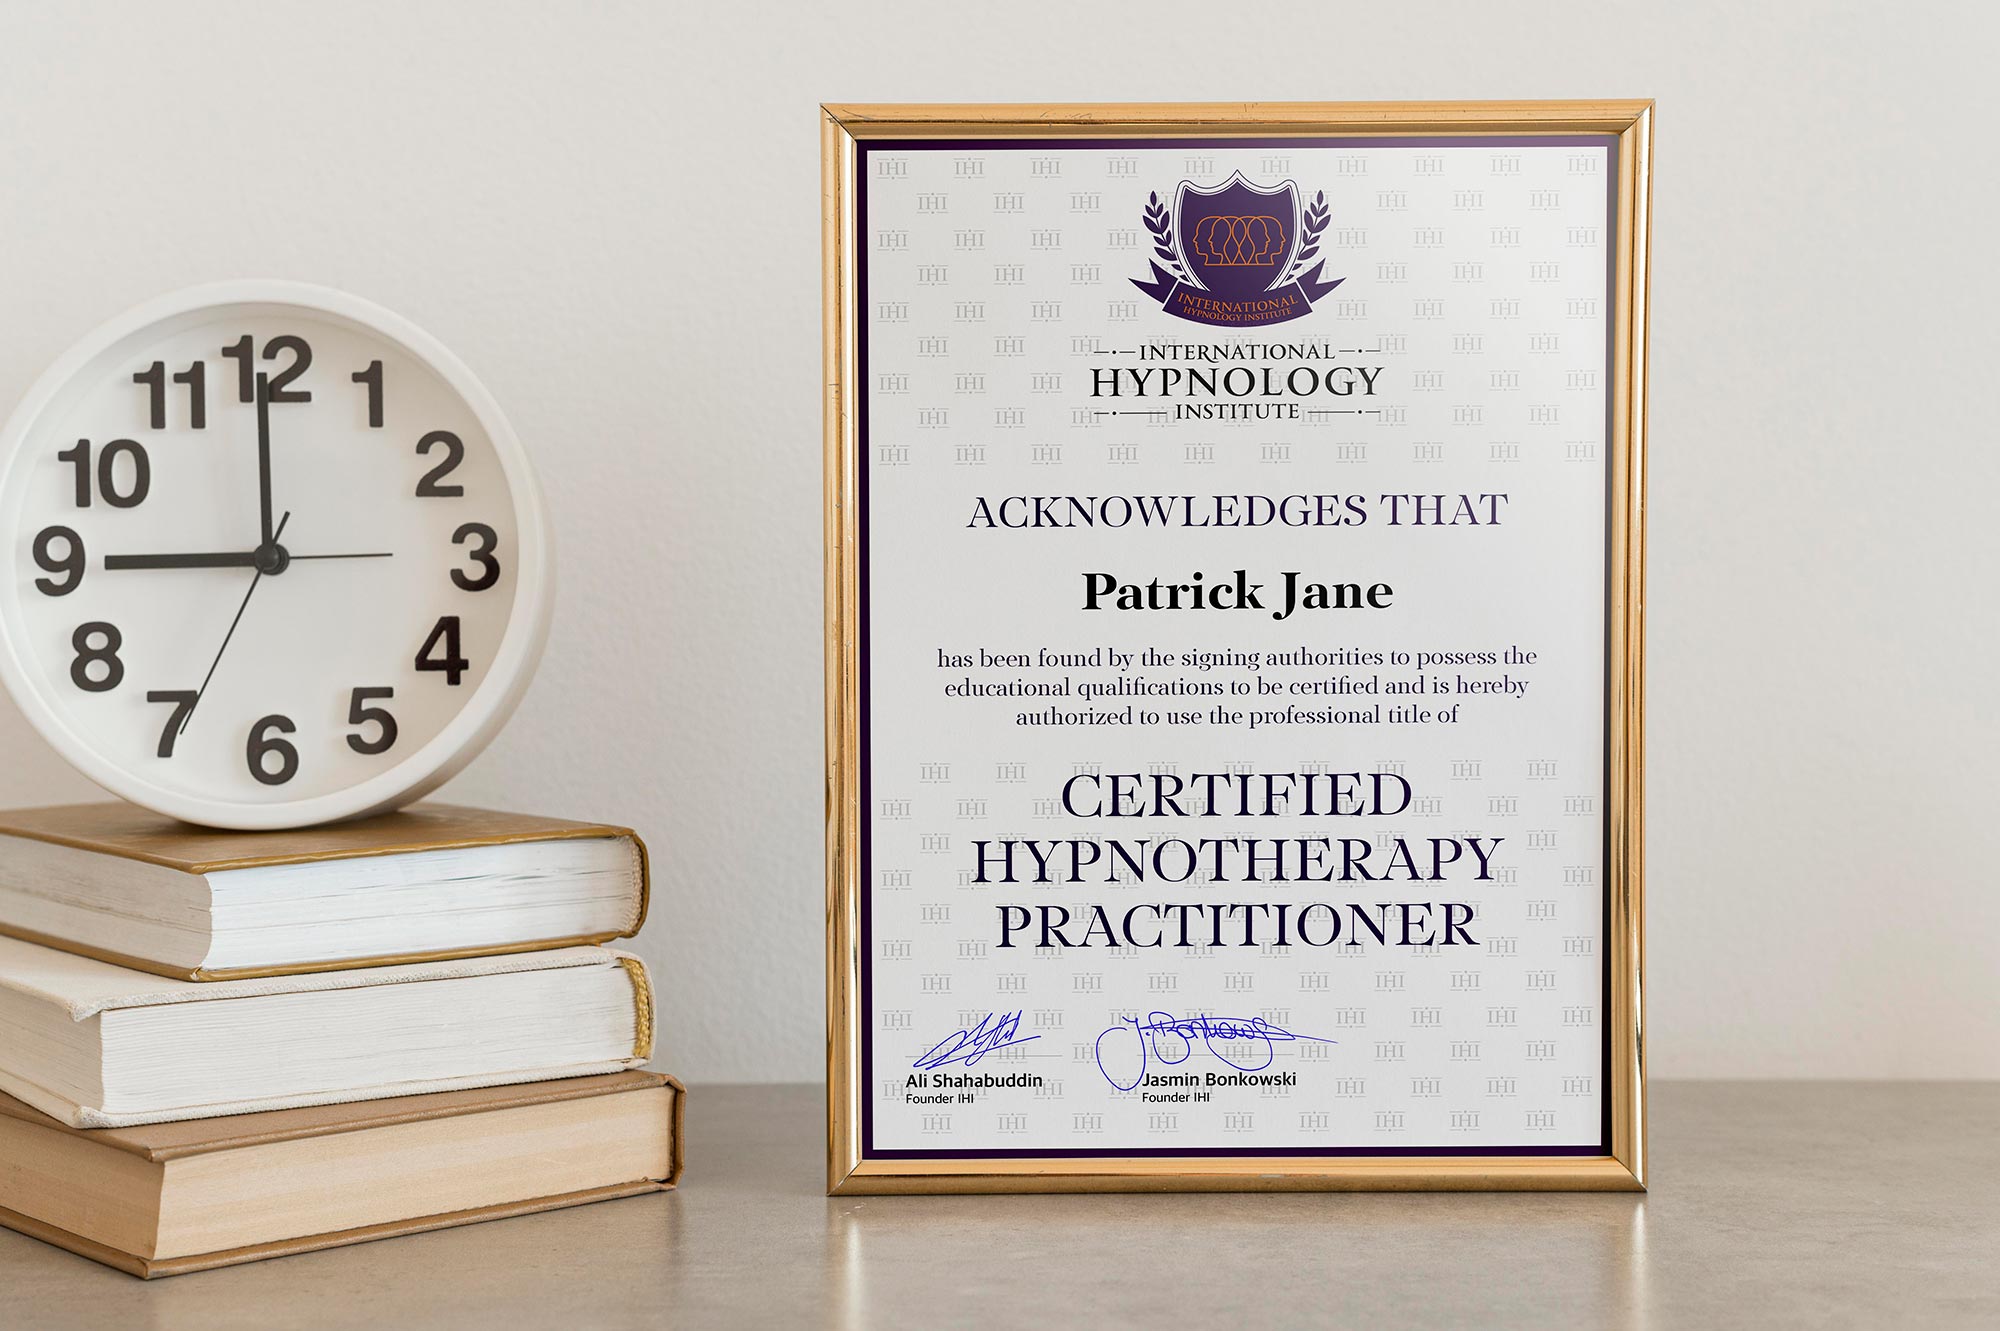 12
1
2
3
4
5
6
7
8
9
10
11
INTERNATIONAL
HYPNOLOGY INSTITUTE
INTERNATIONAL
HYPNOLOGY
INSTITUTE
ACKNOWLEDGES THAT
Patrick Jane
has been found by the signing authorities to possess the
educational qualifications to be certified and is hereby
authorized to use the professional title of
CERTIFIED
HYPNOTHERAPY
PRACTITIONER
J. Bonkowski
Ali Shahabuddin
Founder IHI
Jasmin Bonkowski
Founder IHI
IHI